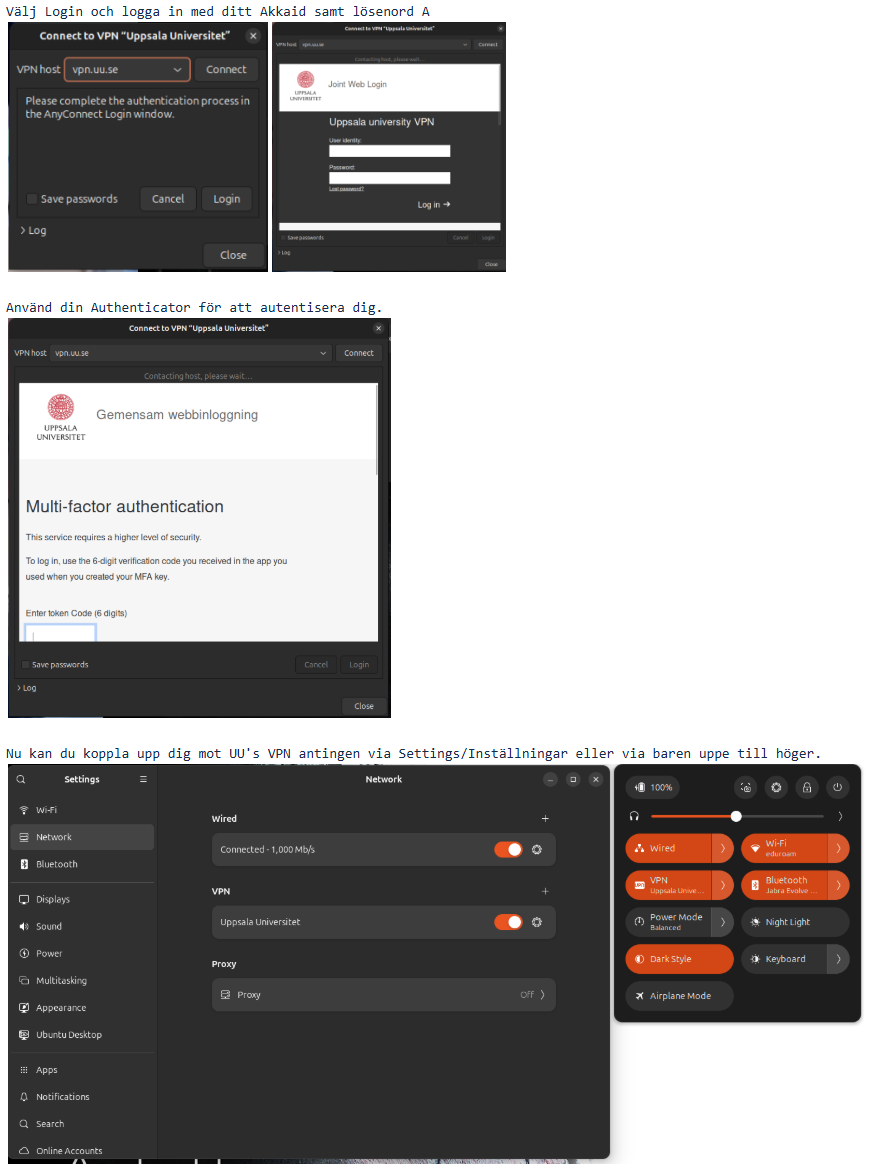 Välj Login och logga in med ditt Akkaid samt lösenord A
Connect to VPN “Uppsala Universitet”
VPN host vpn.uu.se Connect
Please complete the authentication process in
the AnyConnect Login window.
Save passwords Cancel Login
Log
Close
Connect to VPN “Uppsala Universitet”
VPN host vpn.uu.se Connect
Contacting host, please wait…
UPPSALA
UNIVERSITET
Joint Web Login
Uppsala university VPN
User identity:
Password:
Lost password?
Log in →
Save passwords Cancel Login
Log
Close
Använd din Authenticator för att autentisera dig.
Connect to VPN “Uppsala Universitet”
VPN host vpn.uu.se Connect
Contacting host, please wait…
UPPSALA
UNIVERSITET
Gemensam webbinloggning
Multi-factor authentication
This service requires a higher level of security.
To log in, use the 6-digit verification code you received in the app you
used when you created your MFA key.
Enter token Code (6 digits)
Save passwords Cancel Login
Log
Close
Nu kan du koppla upp dig mot UU's VPN antingen via Settings/Inställningar eller via baren uppe till höger.
Settings
Wi-Fi
Network
Bluetooth
Displays
Sound
Power
Multitasking
Appearance
Ubuntu Desktop
Apps
Notifications
Search
Online Accounts
Network
Wired
Connected - 1,000 Mb/s
VPN
Uppsala Universitet
Proxy
Proxy Off
100%
Wired
Wi-Fi
eduroam
VPN
Uppsala Unive…
Bluetooth
Jabra Evolve …
Power Mode
Balanced
Night Light
Dark Style
Keyboard
Airplane Mode